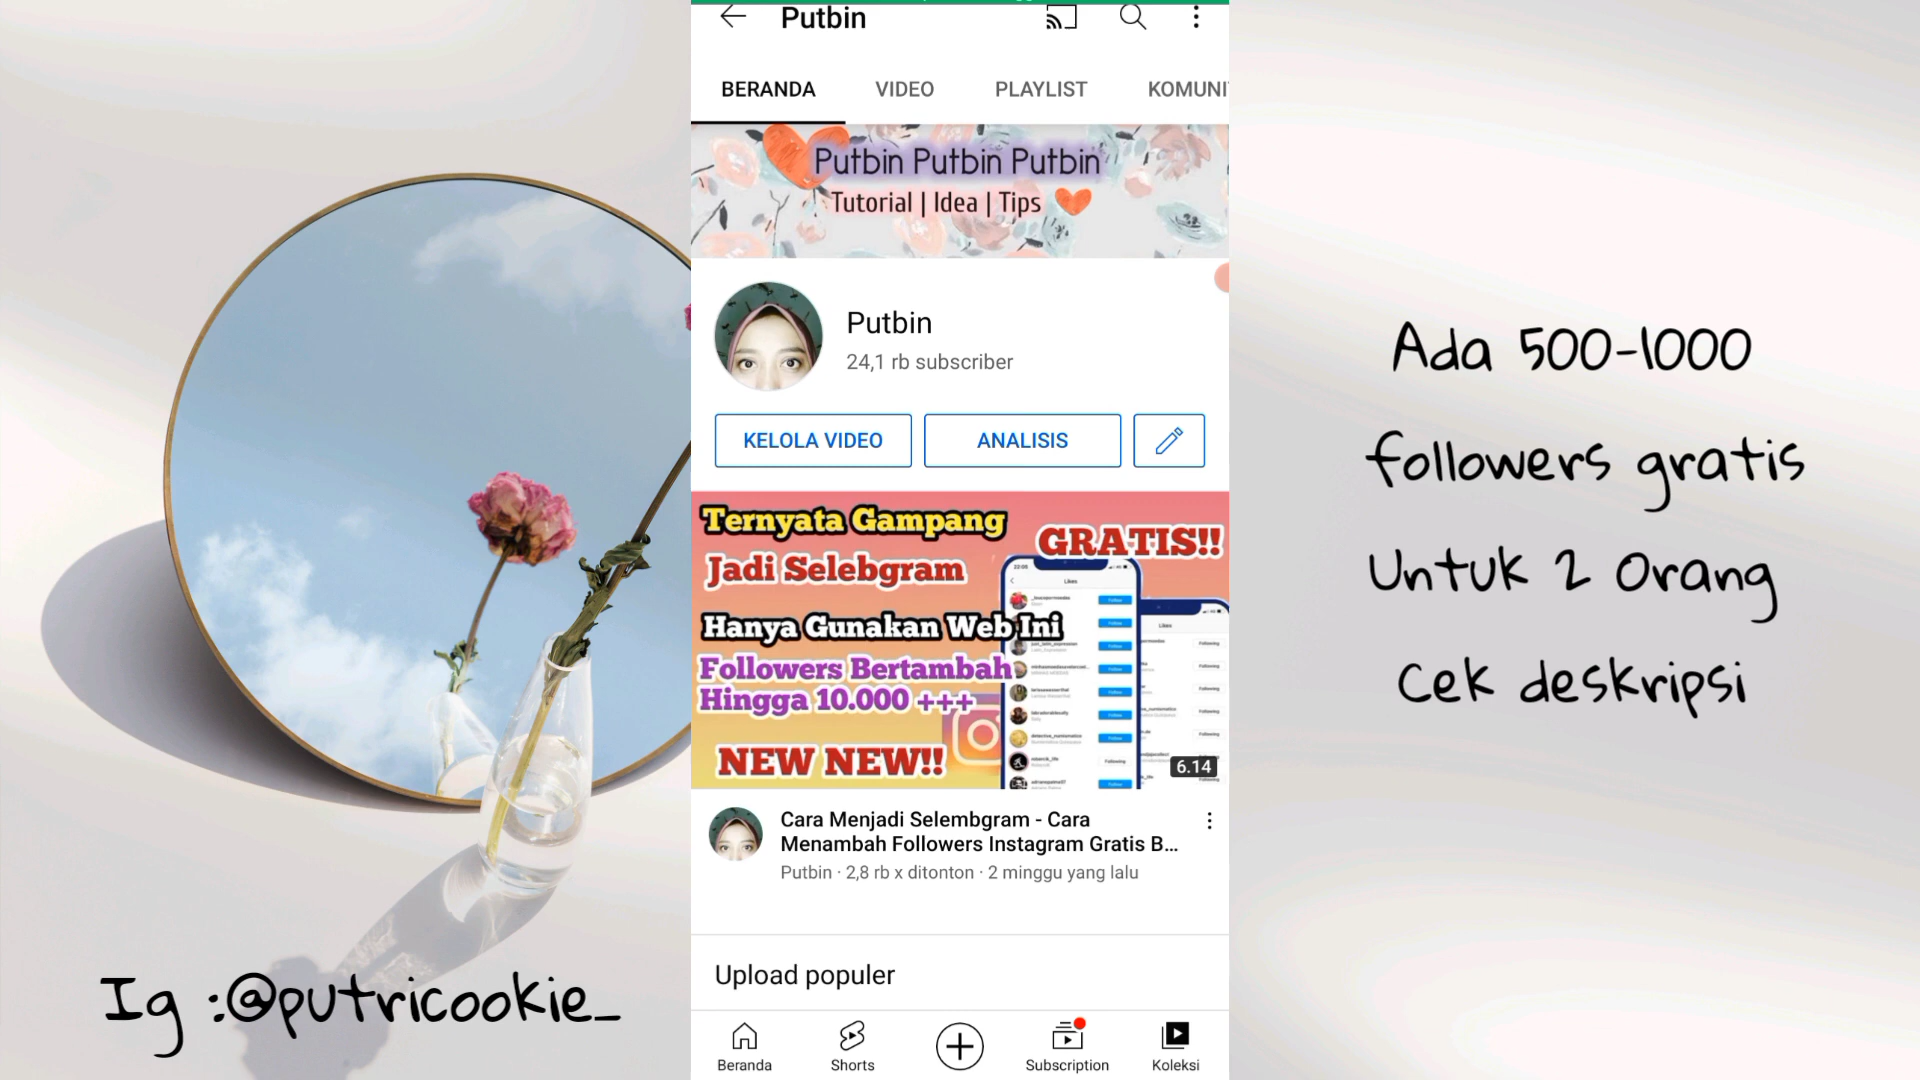 Putbin
BERANDA VIDEO PLAYLIST KOMUNI
Putbin Putbin Putbin
Tutorial | Idea | Tips
Putbin
24,1 rb subscriber
KELOLA VIDEO ANALISIS
Ternyata Gampang
GRATIS!!
Jadi Selebgram
Hanya Gunakan Web Ini
Followers Bertambah
Hingga 10.000 +++
NEW NEW!!
Likes
Likes
6.14
Cara Menjadi Selembgram - Cara
Menambah Followers Instagram Gratis B...
Putbin · 2,8 rb x ditonton · 2 minggu yang lalu
Upload populer
Beranda Shorts Subscription Koleksi
Ada 500-1000
followers gratis
Untuk 2 Orang
Cek deskripsi
Ig :@putricookie_